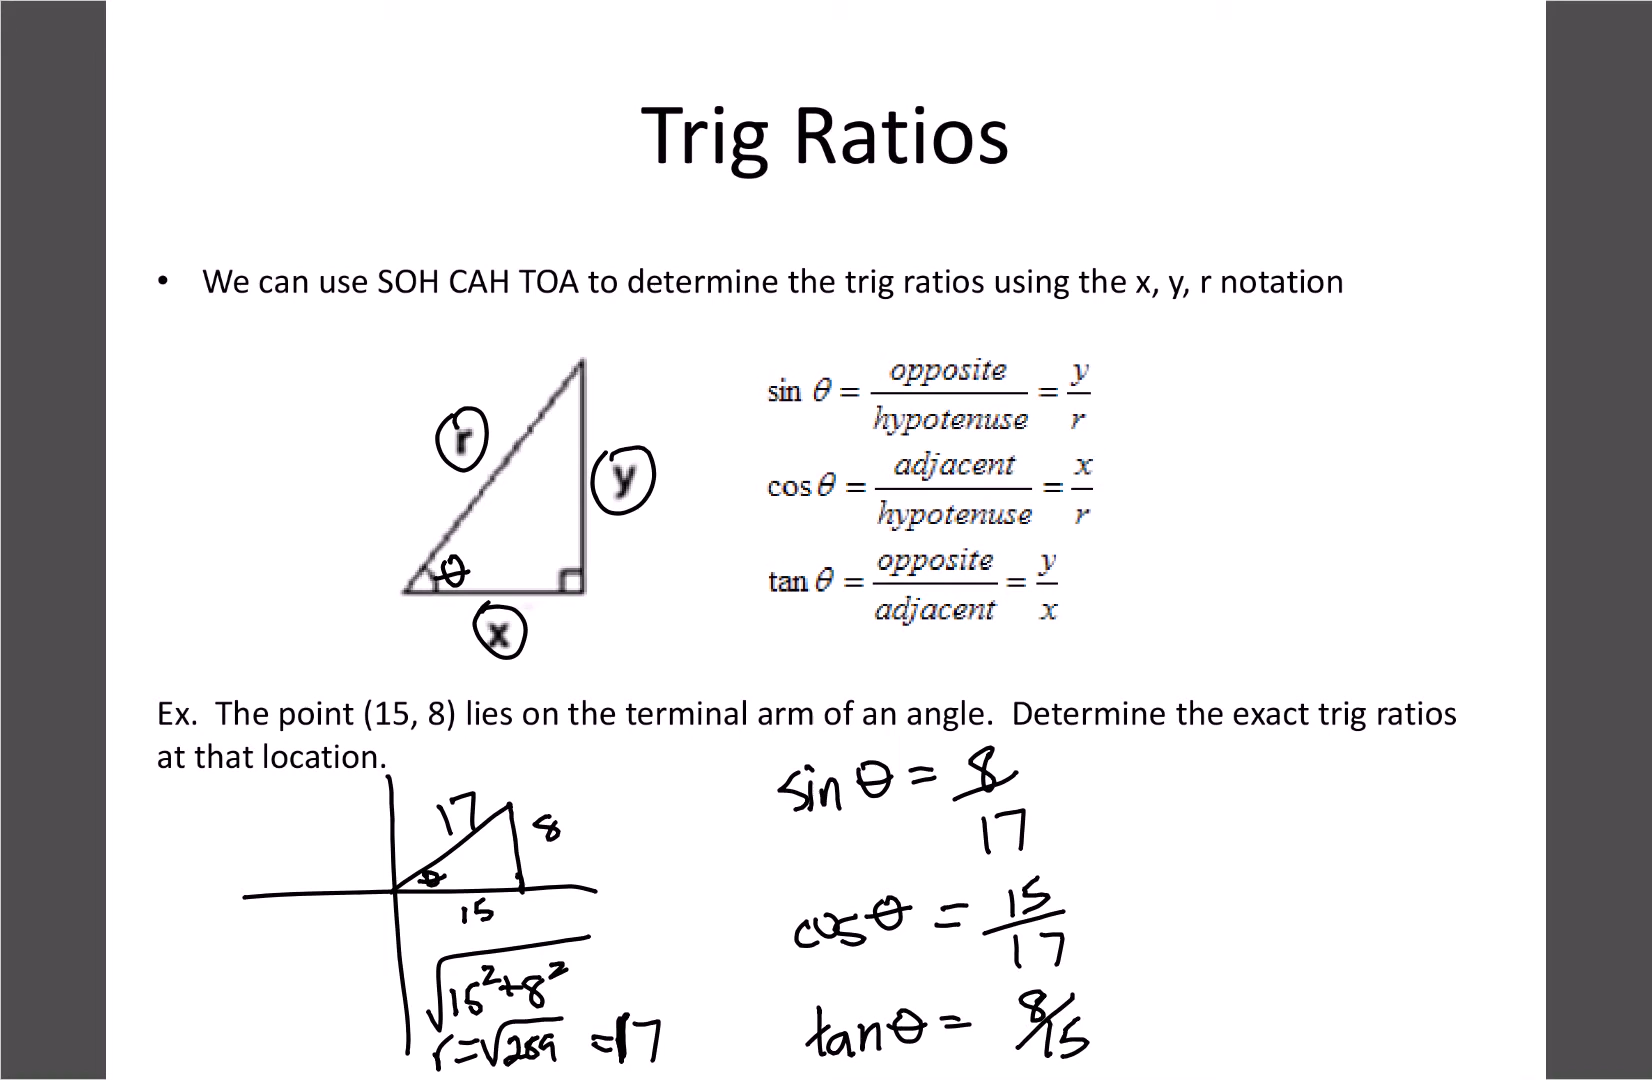 Trig Ratios
• We can use SOH CAH TOA to determine the trig ratios using the x, y, r notation
r
y
θ
x
sin θ = opposite/hypotenuse = y/r
cos θ = adjacent/hypotenuse = x/r
tan θ = opposite/adjacent = y/x
Ex. The point (15, 8) lies on the terminal arm of an angle. Determine the exact trig ratios
at that location.
17
8
θ
15
√(15²+8²)
r=√289 =17
sin θ = 8/17
cos θ = 15/17
tan θ = 8/15